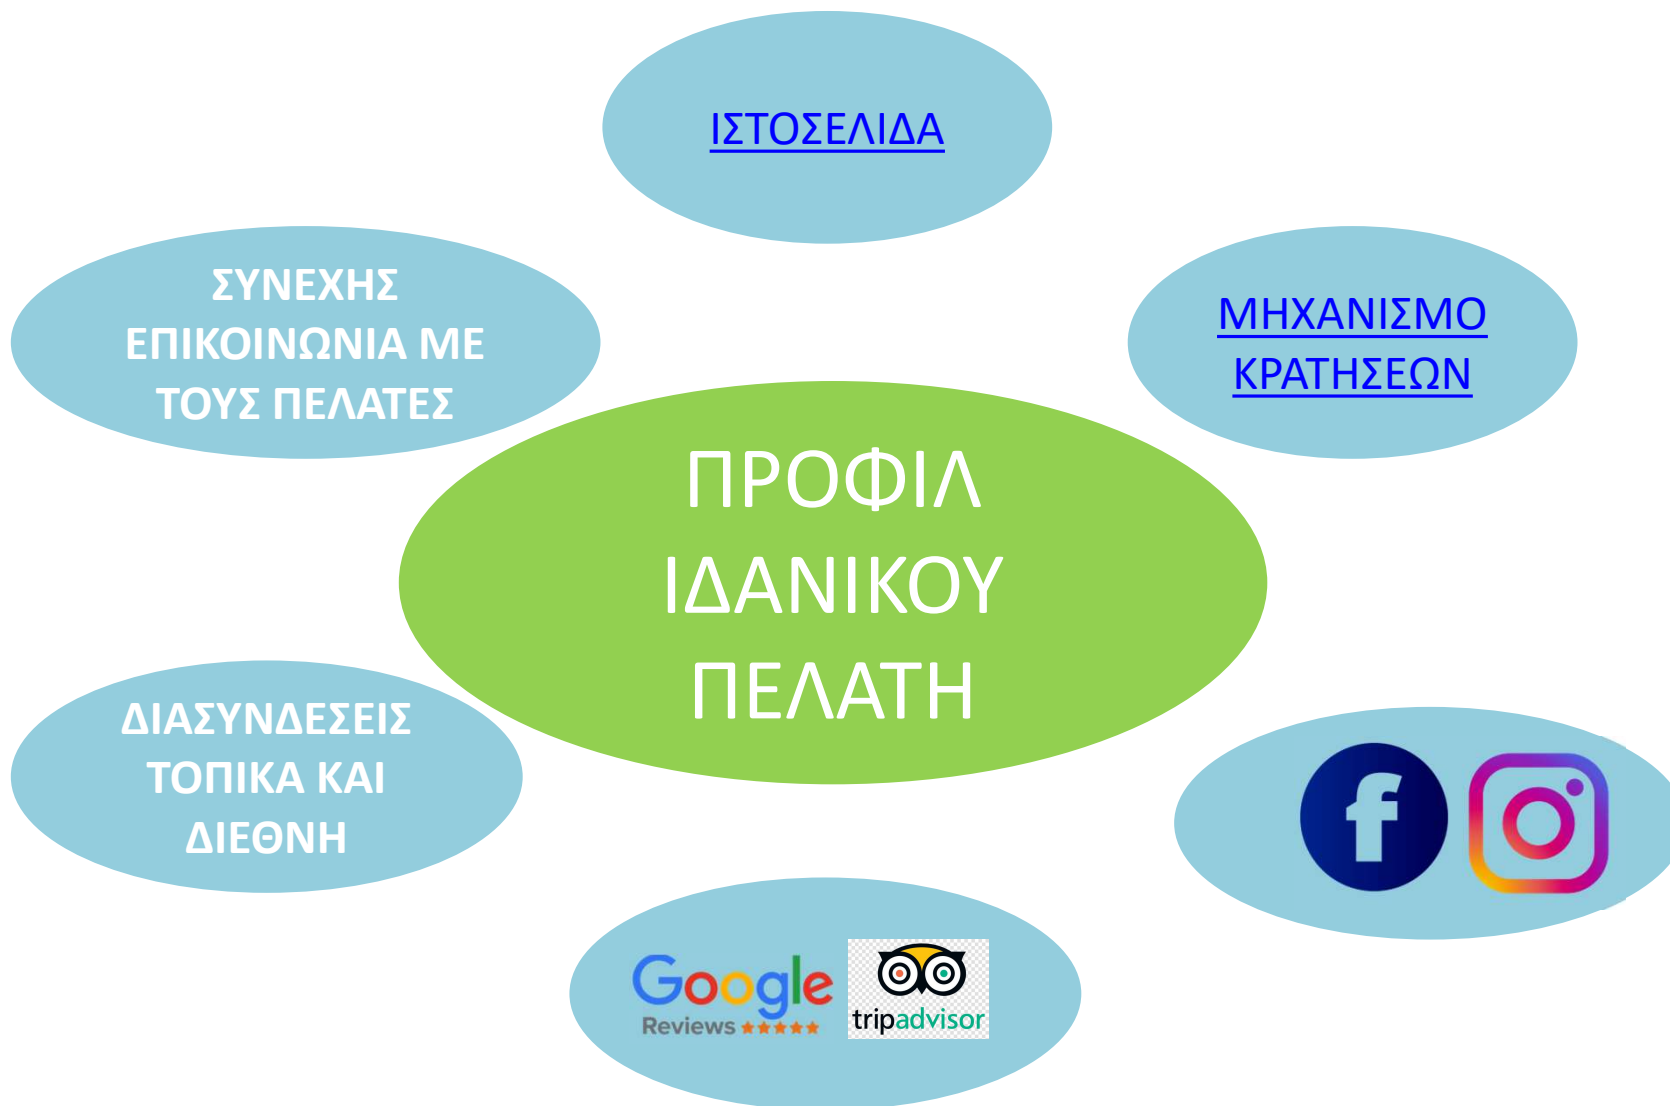 ΙΣΤΟΣΕΛΙΔΑ
ΣΥΝΕΧΗΣ
ΕΠΙΚΟΙΝΩΝΙΑ ΜΕ
ΤΟΥΣ ΠΕΛΑΤΕΣ
ΜΗΧΑΝΙΣΜΟ
ΚΡΑΤΗΣΕΩΝ
ΠΡΟΦΙΛ
ΙΔΑΝΙΚΟΥ
ΠΕΛΑΤΗ
ΔΙΑΣΥΝΔΕΣΕΙΣ
ΤΟΠΙΚΑ ΚΑΙ
ΔΙΕΘΝΗ
f
Google
Reviews
tripadvisor